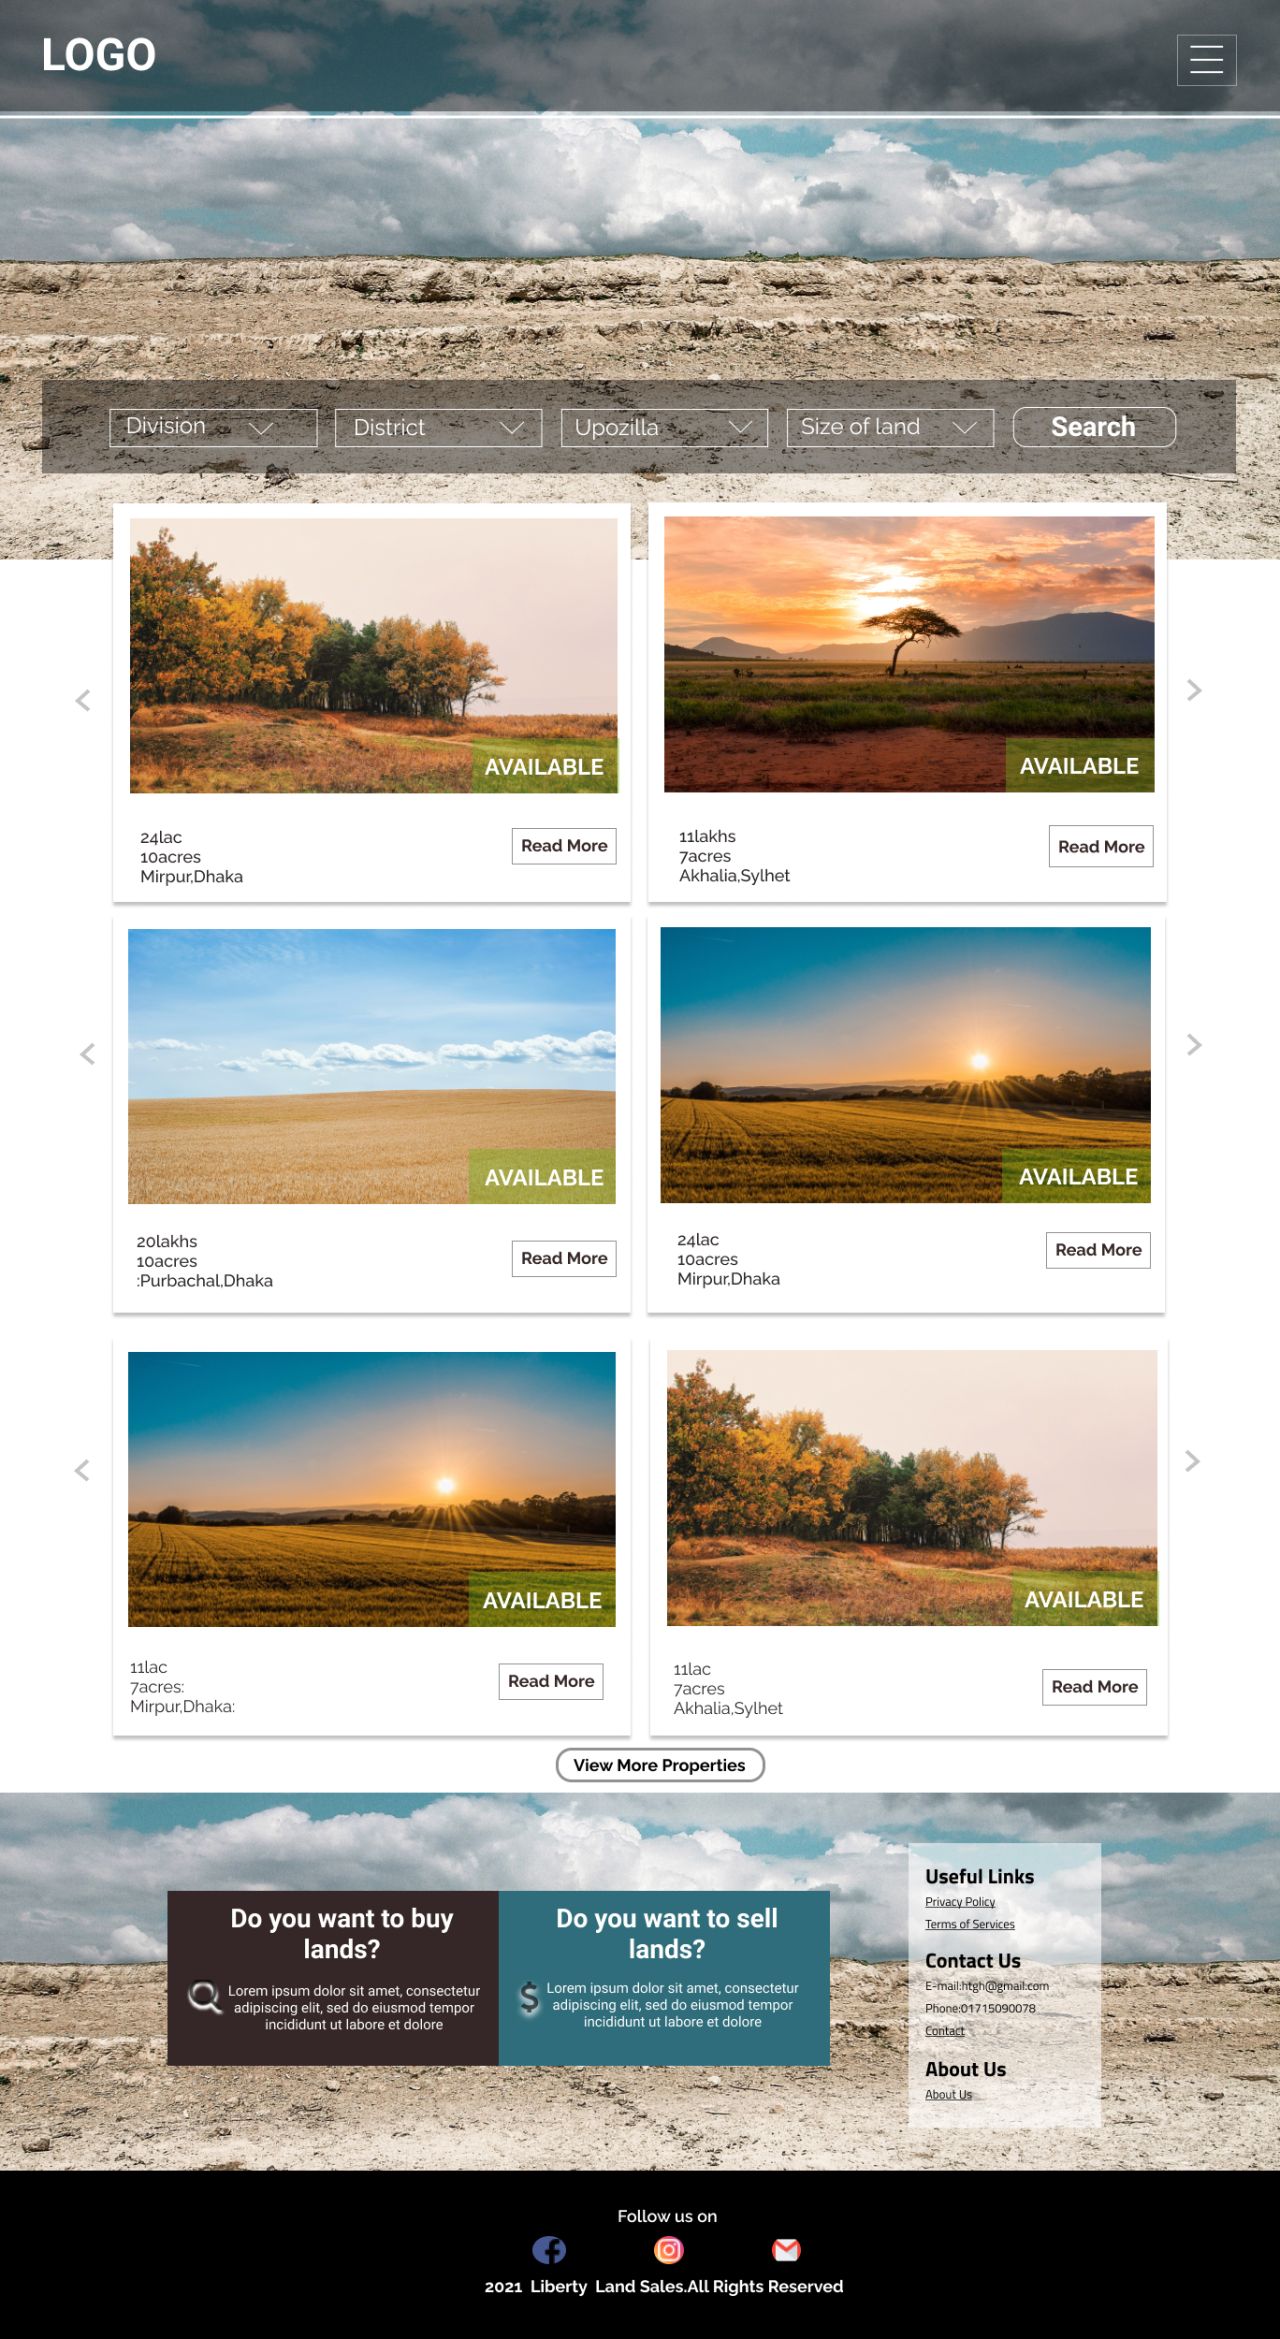 LOGO
Division
District
Upozilla
Size of land
Search
AVAILABLE
AVAILABLE
24lac
10acres
Mirpur,Dhaka
Read More
11lakhs
7acres
Akhalia,Sylhet
Read More
AVAILABLE
AVAILABLE
20lakhs
10acres
:Purbachal,Dhaka
Read More
24lac
10acres
Mirpur,Dhaka
Read More
AVAILABLE
AVAILABLE
11lac
7acres:
Mirpur,Dhaka:
Read More
11lac
7acres
Akhalia,Sylhet
Read More
View More Properties
Do you want to buy
lands?
Lorem ipsum dolor sit amet, consectetur
adipiscing elit, sed do eiusmod tempor
incididunt ut labore et dolore
Do you want to sell
lands?
Lorem ipsum dolor sit amet, consectetur
adipiscing elit, sed do eiusmod tempor
incididunt ut labore et dolore
Useful Links
Privacy Policy
Terms of Services
Contact Us
E-mail:htgh@gmail.com
Phone:01715090078
Contact
About Us
About Us
Follow us on
2021 Liberty Land Sales.All Rights Reserved